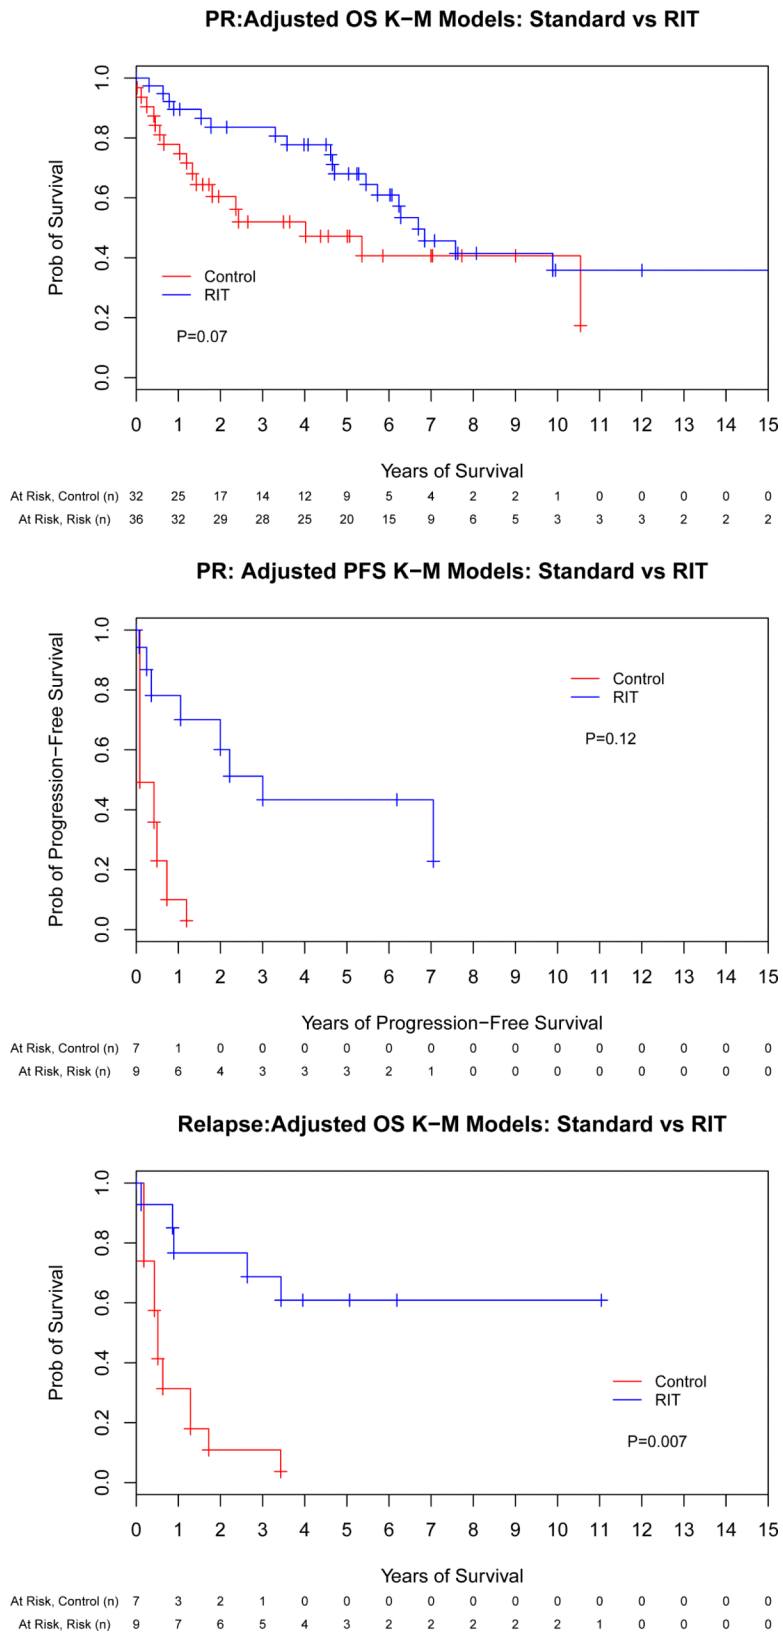 PR:Adjusted OS K−M Models: Standard vs RIT
Prob of Survival
1.0
0.8
0.6
0.4
0.2
0.0
Control
RIT
P=0.07
0 1 2 3 4 5 6 7 8 9 10 11 12 13 14 15
Years of Survival
At Risk, Control (n) 32 25 17 14 12 9 5 4 2 2 1 0 0 0 0 0
At Risk, Risk (n) 36 32 29 28 25 20 15 9 6 5 3 3 3 2 2 2
PR: Adjusted PFS K−M Models: Standard vs RIT
Prob of Progression−Free Survival
1.0
0.8
0.6
0.4
0.2
0.0
Control
RIT
P=0.12
0 1 2 3 4 5 6 7 8 9 10 11 12 13 14 15
Years of Progression−Free Survival
At Risk, Control (n) 7 1 0 0 0 0 0 0 0 0 0 0 0 0 0 0
At Risk, Risk (n) 9 6 4 3 3 3 2 1 0 0 0 0 0 0 0 0
Relapse:Adjusted OS K−M Models: Standard vs RIT
Prob of Survival
1.0
0.8
0.6
0.4
0.2
0.0
Control
RIT
P=0.007
0 1 2 3 4 5 6 7 8 9 10 11 12 13 14 15
Years of Survival
At Risk, Control (n) 7 3 2 1 0 0 0 0 0 0 0 0 0 0 0 0
At Risk, Risk (n) 9 7 6 5 4 3 2 2 2 2 2 1 0 0 0 0